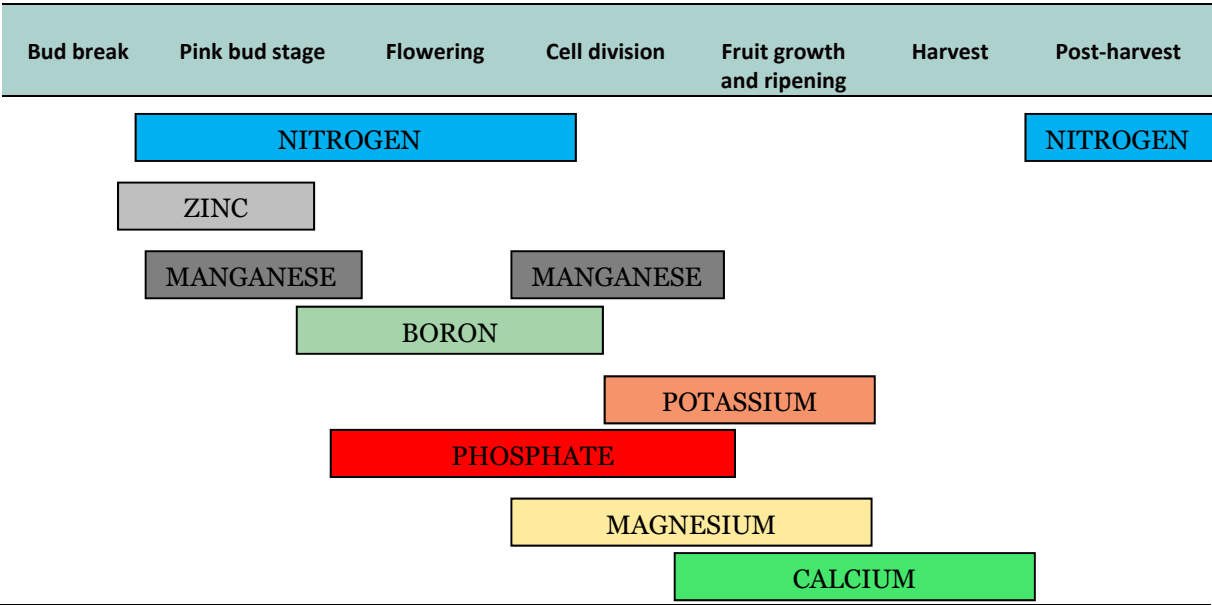 Bud break Pink bud stage Flowering Cell division Fruit growth and ripening Harvest Post-harvest
NITROGEN NITROGEN
ZINC
MANGANESE MANGANESE
BORON
POTASSIUM
PHOSPHATE
MAGNESIUM
CALCIUM